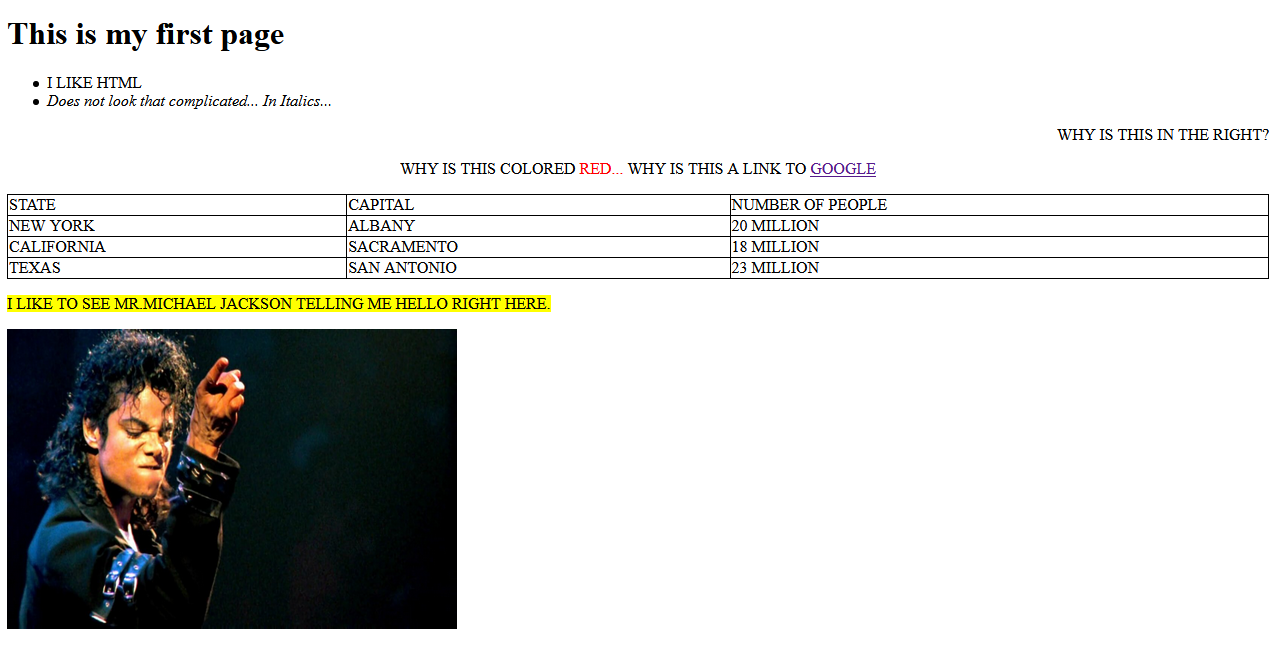 This is my first page
I LIKE HTML
Does not look that complicated... In Italics...
WHY IS THIS IN THE RIGHT?
WHY IS THIS COLORED RED... WHY IS THIS A LINK TO GOOGLE
STATE CAPITAL NUMBER OF PEOPLE
NEW YORK ALBANY 20 MILLION
CALIFORNIA SACRAMENTO 18 MILLION
TEXAS SAN ANTONIO 23 MILLION
I LIKE TO SEE MR.MICHAEL JACKSON TELLING ME HELLO RIGHT HERE.